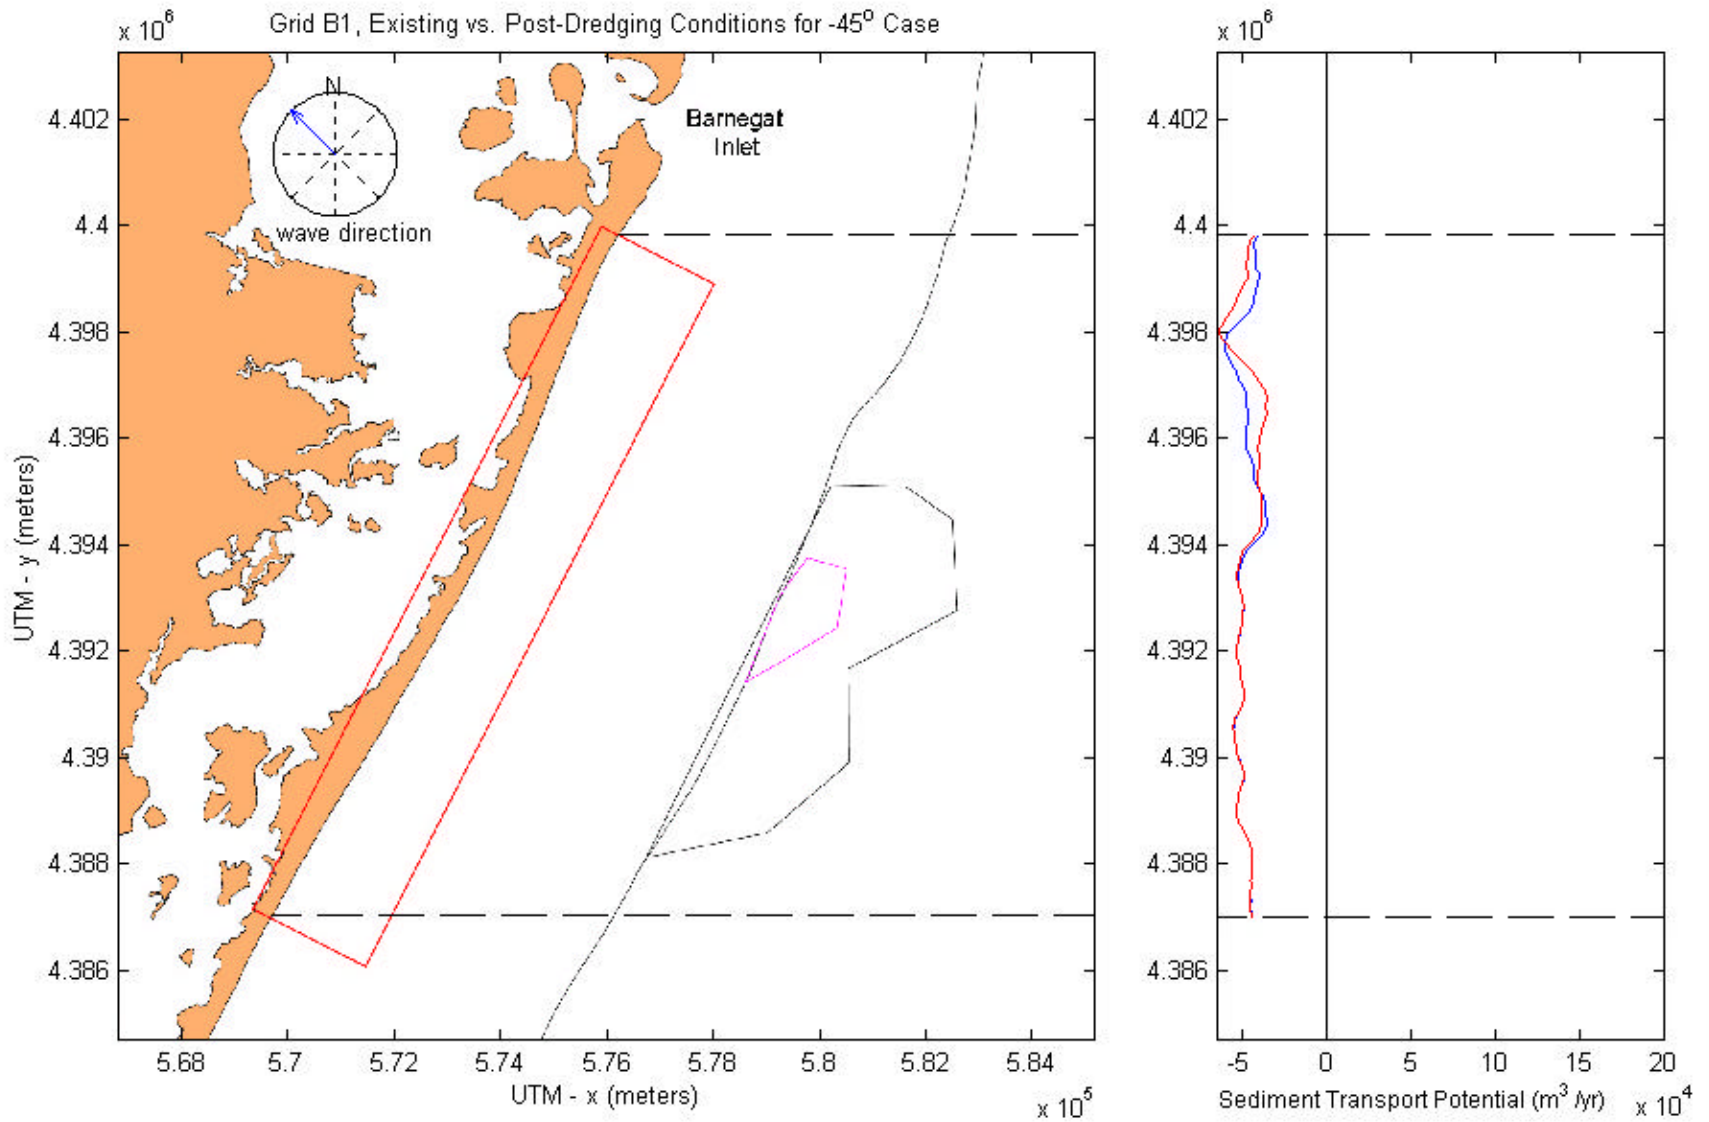 Grid B1, Existing vs. Post-Dredging Conditions for -45° Case
x 10⁶
N
wave direction
Barnegat
Inlet
4.402
4.4
4.398
4.396
4.394
4.392
4.39
4.388
4.386
UTM - y (meters)
5.68 5.7 5.72 5.74 5.76 5.78 5.8 5.82 5.84
UTM - x (meters)
x 10⁵
x 10⁶
4.402
4.4
4.398
4.396
4.394
4.392
4.39
4.388
4.386
-5 0 5 10 15 20
Sediment Transport Potential (m³ /yr)
x 10⁴